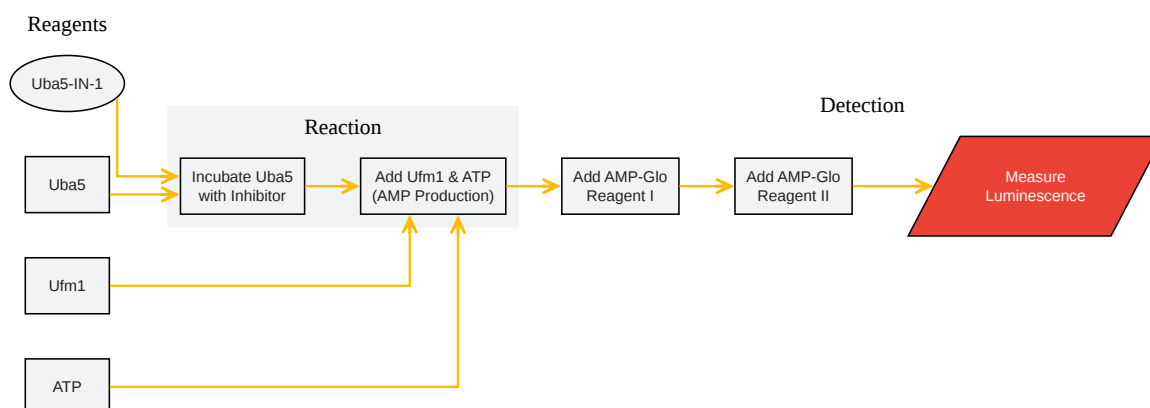 Reagents
Uba5-IN-1
Detection
Reaction
Uba5
Incubate Uba5
with Inhibitor
Add Ufm1 & ATP
(AMP Production)
Add AMP-Glo
Reagent I
Add AMP-Glo
Reagent II
Measure
Luminescence
Ufm1
ATP